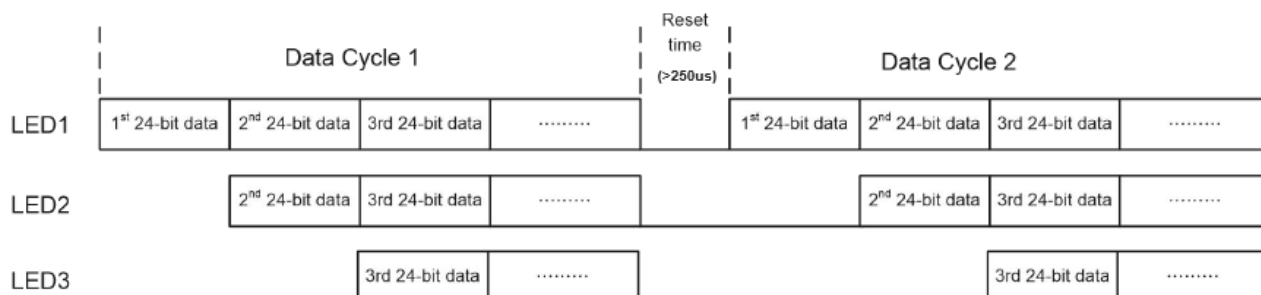 Reset
time
(>250us)
Data Cycle 1
Data Cycle 2
LED1 1st 24-bit data 2nd 24-bit data 3rd 24-bit data ......... 1st 24-bit data 2nd 24-bit data 3rd 24-bit data .........
LED2 2nd 24-bit data 3rd 24-bit data ......... 2nd 24-bit data 3rd 24-bit data .........
LED3 3rd 24-bit data ......... 3rd 24-bit data .........